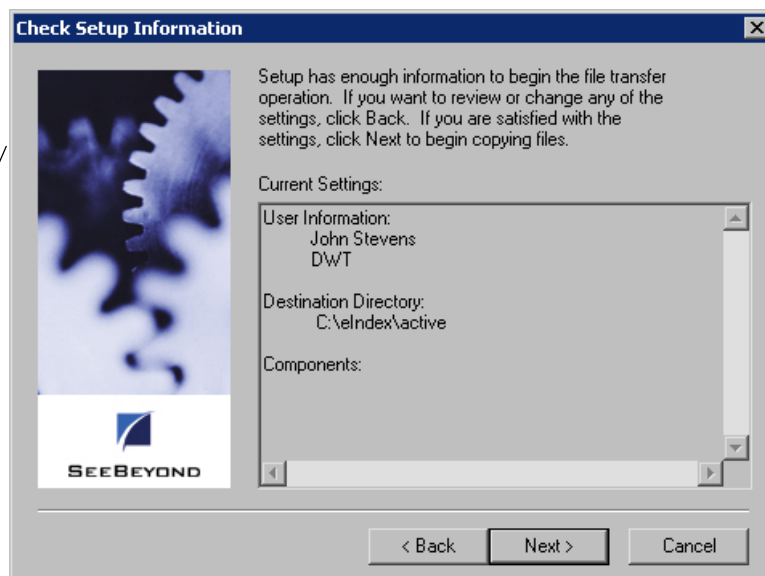 Check Setup Information
Setup has enough information to begin the file transfer
operation. If you want to review or change any of the
settings, click Back. If you are satisfied with the
settings, click Next to begin copying files.
Current Settings:
User Information:
John Stevens
DWT
Destination Directory:
C:\eIndex\active
Components:
SEEBEYOND
< Back
Next >
Cancel